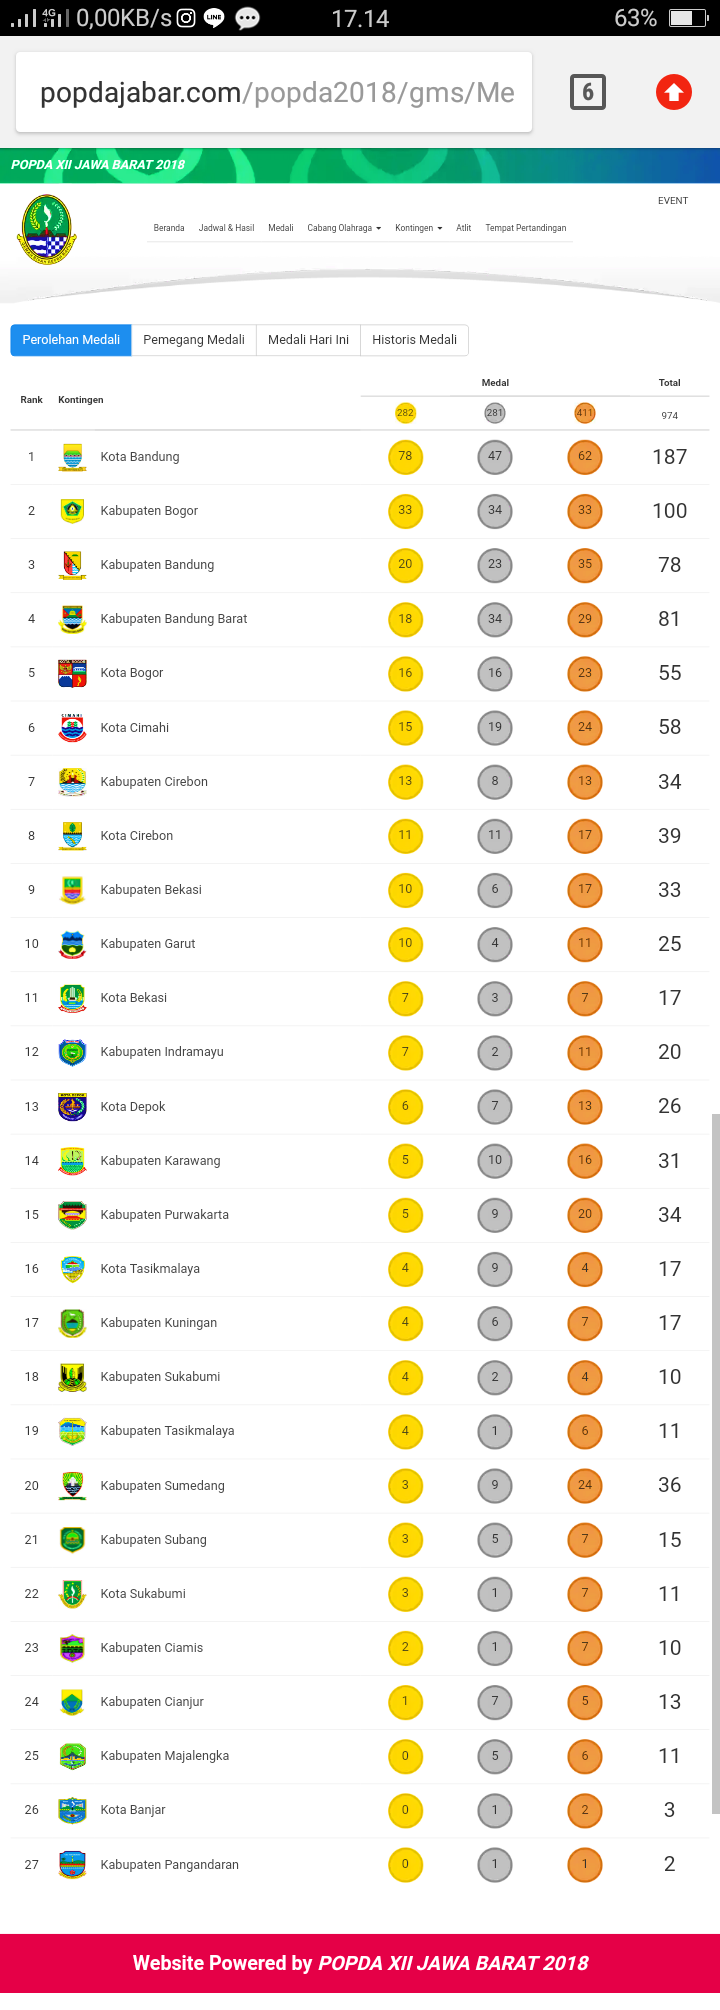 4G 0,00KB/s LINE 17.14 63%
popdajabar.com/popda2018/gms/Me 6
POPDA XII JAWA BARAT 2018
EVENT
Beranda Jadwal & Hasil Medali Cabang Olahraga Kontingen Atlit Tempat Pertandingan
Perolehan Medali Pemegang Medali Medali Hari Ini Historis Medali
Rank Kontingen Medal Total
282 281 411 974
1 Kota Bandung 78 47 62 187
2 Kabupaten Bogor 33 34 33 100
3 Kabupaten Bandung 20 23 35 78
4 Kabupaten Bandung Barat 18 34 29 81
5 Kota Bogor 16 16 23 55
6 Kota Cimahi 15 19 24 58
7 Kabupaten Cirebon 13 8 13 34
8 Kota Cirebon 11 11 17 39
9 Kabupaten Bekasi 10 6 17 33
10 Kabupaten Garut 10 4 11 25
11 Kota Bekasi 7 3 7 17
12 Kabupaten Indramayu 7 2 11 20
13 Kota Depok 6 7 13 26
14 Kabupaten Karawang 5 10 16 31
15 Kabupaten Purwakarta 5 9 20 34
16 Kota Tasikmalaya 4 9 4 17
17 Kabupaten Kuningan 4 6 7 17
18 Kabupaten Sukabumi 4 2 4 10
19 Kabupaten Tasikmalaya 4 1 6 11
20 Kabupaten Sumedang 3 9 24 36
21 Kabupaten Subang 3 5 7 15
22 Kota Sukabumi 3 1 7 11
23 Kabupaten Ciamis 2 1 7 10
24 Kabupaten Cianjur 1 7 5 13
25 Kabupaten Majalengka 0 5 6 11
26 Kota Banjar 0 1 2 3
27 Kabupaten Pangandaran 0 1 1 2
Website Powered by POPDA XII JAWA BARAT 2018